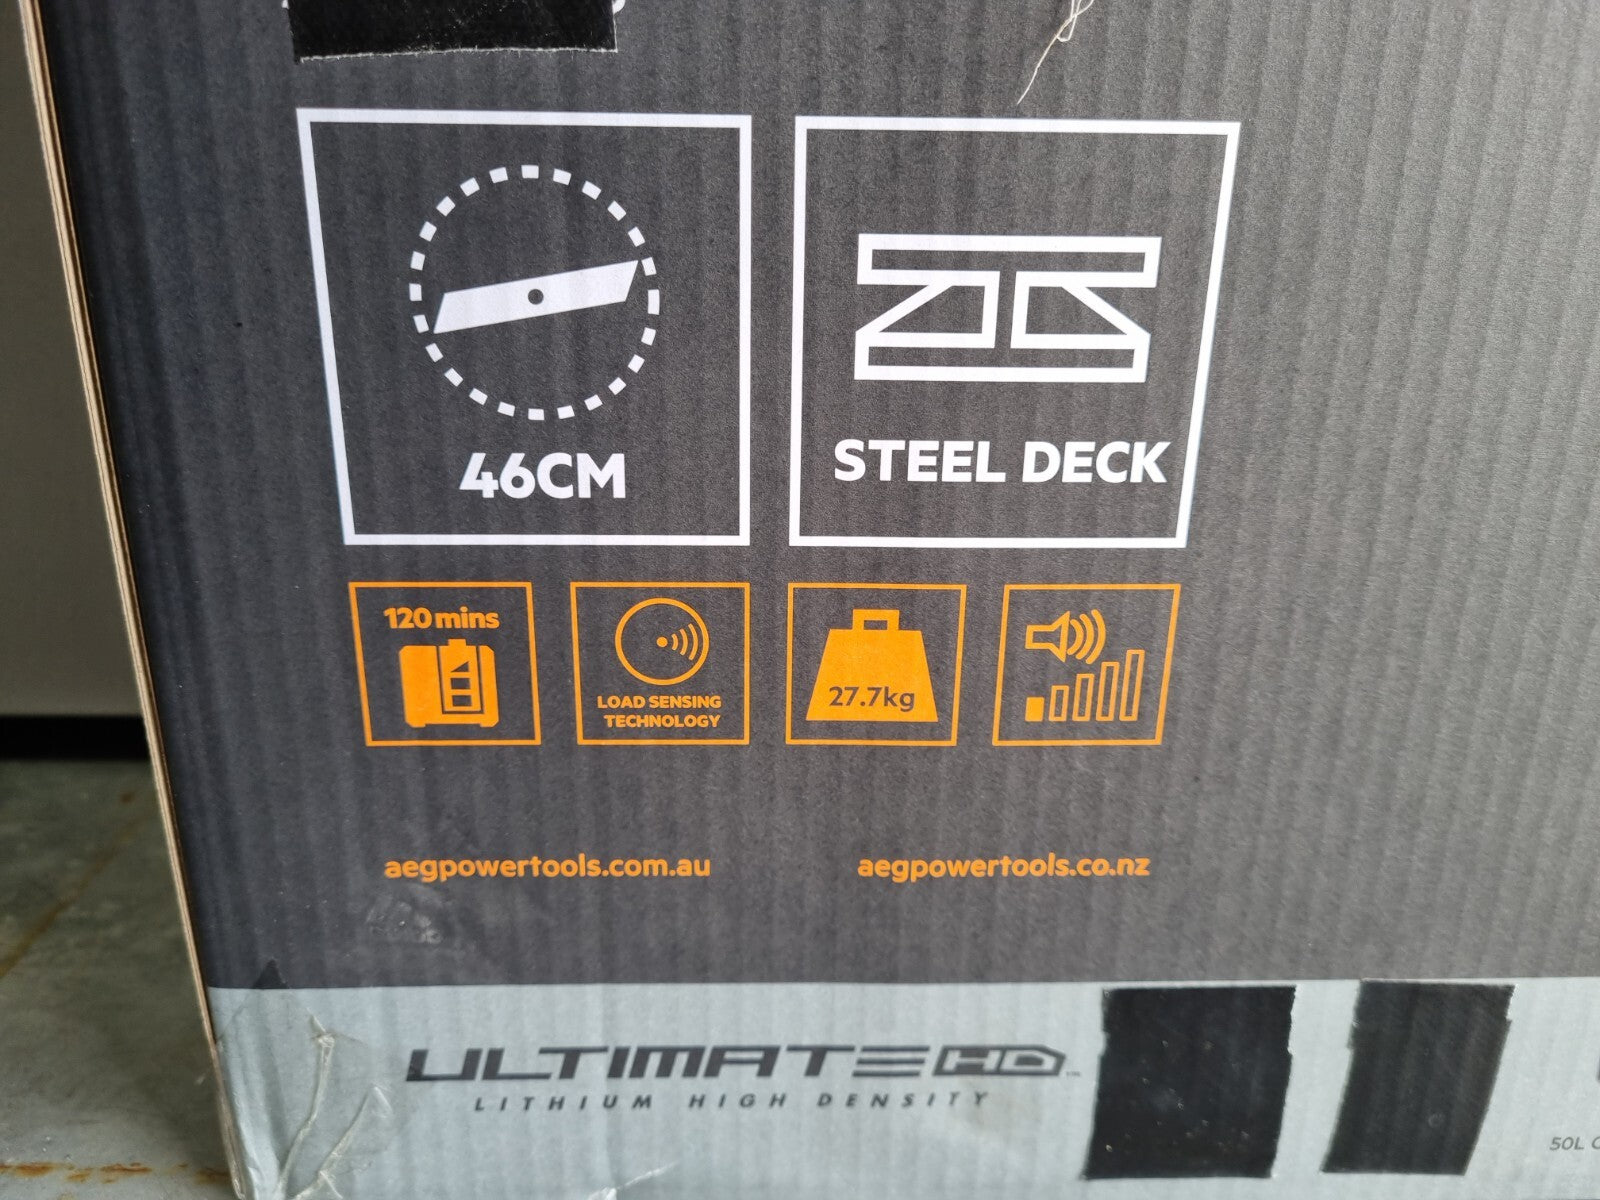 46CM
STEEL DECK
120 mins
LOAD SENSING
TECHNOLOGY
27.7kg
aegpowertools.com.au
aegpowertools.co.nz
ULTIMATE HD
LITHIUM HIGH DENSITY
50L